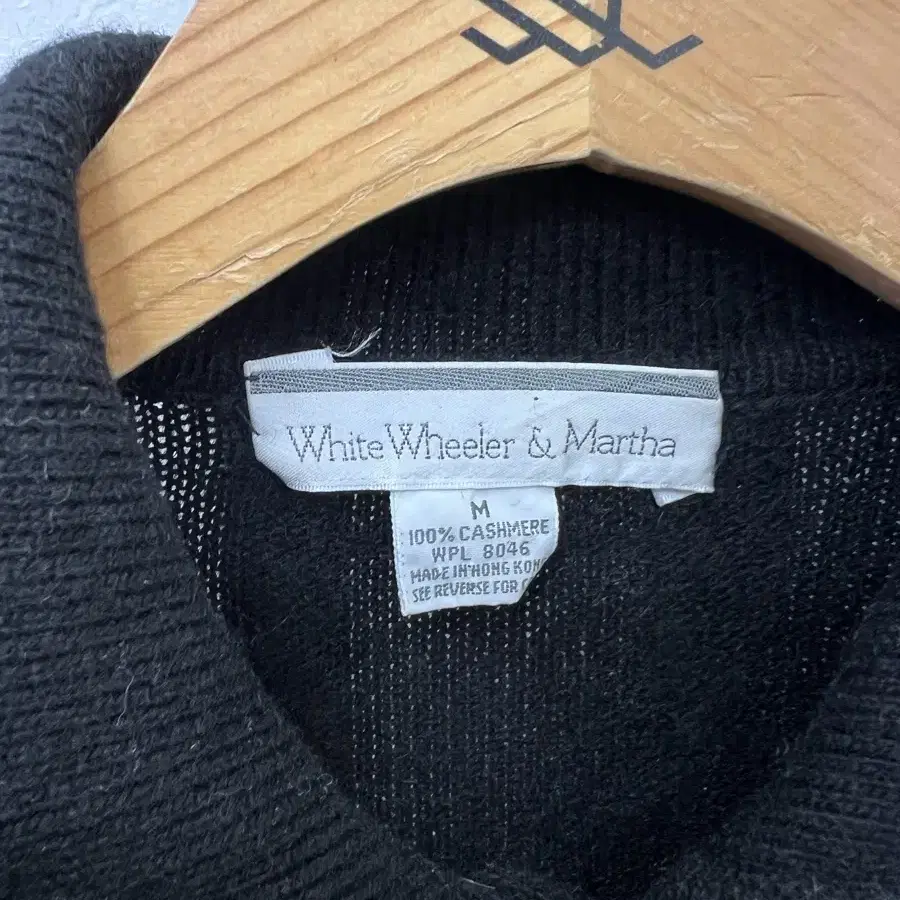 White Wheeler & Martha
M
100% CASHMERE
WPL 8046
MADE IN HONG KON
SEE REVERSE FOR